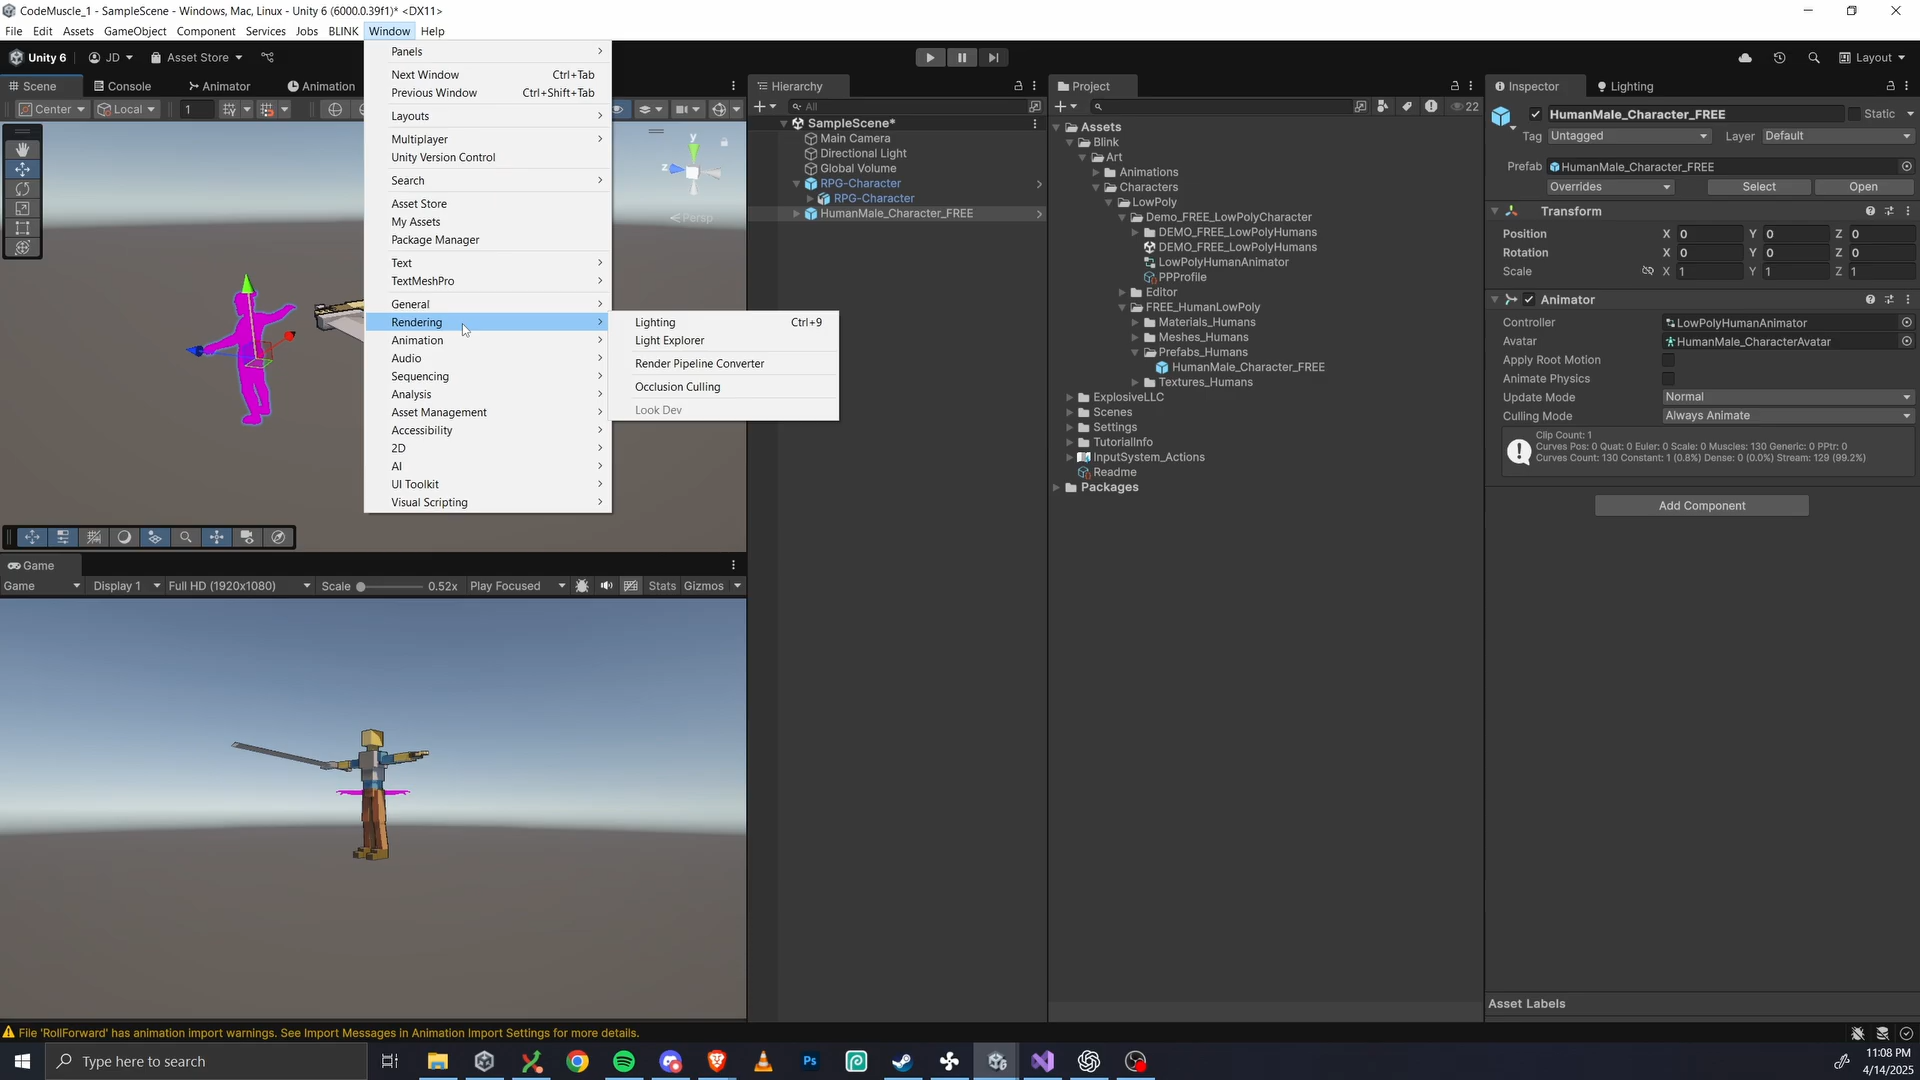 CodeMuscle_1 - SampleScene - Windows, Mac, Linux - Unity 6 (6000.0.39f1)* <DX11>
File Edit Assets GameObject Component Services Jobs BLINK Window Help
Unity 6 JD Asset Store Layout
Scene Console Animator Animation
Center Local 1
y
z
Persp
Panels
Next Window Ctrl+Tab
Previous Window Ctrl+Shift+Tab
Layouts
Multiplayer
Unity Version Control
Search
Asset Store
My Assets
Package Manager
Text
TextMeshPro
General
Rendering
Animation
Audio
Sequencing
Analysis
Asset Management
Accessibility
2D
AI
UI Toolkit
Visual Scripting
Lighting Ctrl+9
Light Explorer
Render Pipeline Converter
Occlusion Culling
Look Dev
Game
Game Display 1 Full HD (1920x1080) Scale 0.52x Play Focused Stats Gizmos
Hierarchy
All
SampleScene*
Main Camera
Directional Light
Global Volume
RPG-Character
RPG-Character
HumanMale_Character_FREE
Project
22
Assets
Blink
Art
Animations
Characters
LowPoly
Demo_FREE_LowPolyCharacter
DEMO_FREE_LowPolyHumans
DEMO_FREE_LowPolyHumans
LowPolyHumanAnimator
PPProfile
Editor
FREE_HumanLowPoly
Materials_Humans
Meshes_Humans
Prefabs_Humans
HumanMale_Character_FREE
Textures_Humans
ExplosiveLLC
Scenes
Settings
TutorialInfo
InputSystem_Actions
Readme
Packages
Inspector Lighting
HumanMale_Character_FREE Static
Tag Untagged Layer Default
Prefab HumanMale_Character_FREE
Overrides Select Open
Transform
Position X 0 Y 0 Z 0
Rotation X 0 Y 0 Z 0
Scale X 1 Y 1 Z 1
Animator
Controller LowPolyHumanAnimator
Avatar HumanMale_CharacterAvatar
Apply Root Motion
Animate Physics
Update Mode Normal
Culling Mode Always Animate
Clip Count: 1
Curves Pos: 0 Quat: 0 Euler: 0 Scale: 0 Muscles: 130 Generic: 0 PPtr: 0
Curves Count: 130 Constant: 1 (0.8%) Dense: 0 (0.0%) Stream: 129 (99.2%)
Add Component
Asset Labels
File 'RollForward' has animation import warnings. See Import Messages in Animation Import Settings for more details.
Type here to search
Ps
11:08 PM
4/14/2025